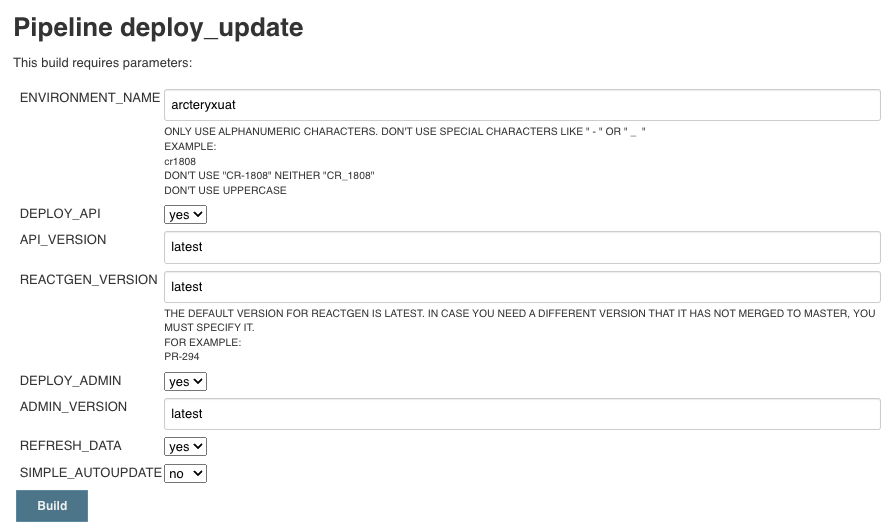 Pipeline deploy_update
This build requires parameters:
ENVIRONMENT_NAME
arcteryxuat
ONLY USE ALPHANUMERIC CHARACTERS. DON'T USE SPECIAL CHARACTERS LIKE " - " OR " _ "
EXAMPLE:
cr1808
DON'T USE "CR-1808" NEITHER "CR_1808"
DON'T USE UPPERCASE
DEPLOY_API
yes
API_VERSION
latest
REACTGEN_VERSION
latest
THE DEFAULT VERSION FOR REACTGEN IS LATEST. IN CASE YOU NEED A DIFFERENT VERSION THAT IT HAS NOT MERGED TO MASTER, YOU
MUST SPECIFY IT.
FOR EXAMPLE:
PR-294
DEPLOY_ADMIN
yes
ADMIN_VERSION
latest
REFRESH_DATA
yes
SIMPLE_AUTOUPDATE
no
Build